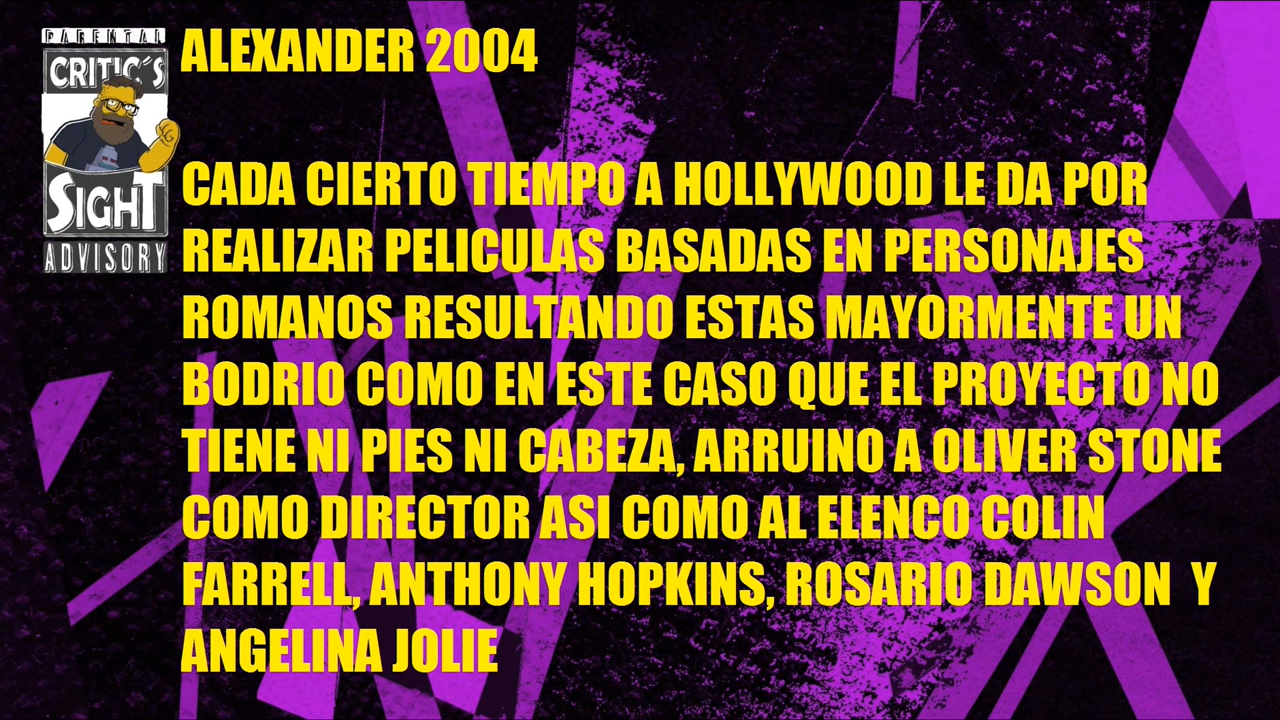 PARENTAL
CRITIC´S
SIGHT
ADVISORY
ALEXANDER 2004
CADA CIERTO TIEMPO A HOLLYWOOD LE DA POR
REALIZAR PELICULAS BASADAS EN PERSONAJES
ROMANOS RESULTANDO ESTAS MAYORMENTE UN
BODRIO COMO EN ESTE CASO QUE EL PROYECTO NO
TIENE NI PIES NI CABEZA, ARRUINO A OLIVER STONE
COMO DIRECTOR ASI COMO AL ELENCO COLIN
FARRELL, ANTHONY HOPKINS, ROSARIO DAWSON Y
ANGELINA JOLIE